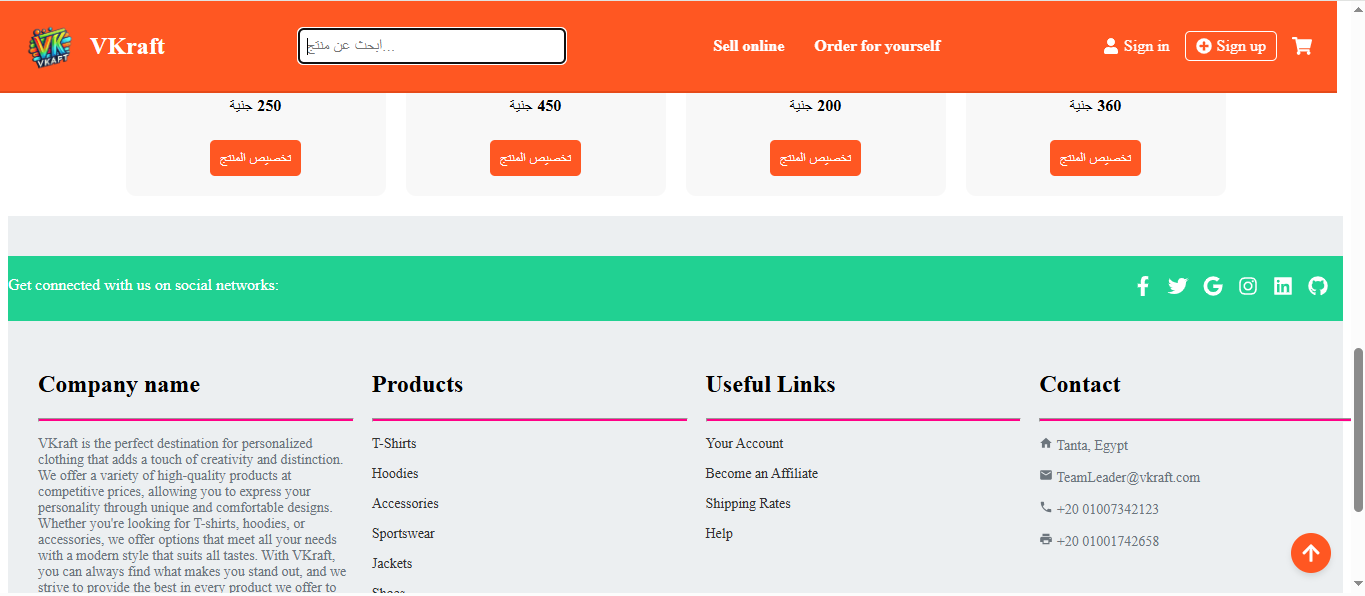 VK
VKAFT
VKraft
ابحث عن منتج...
Sell online
Order for yourself
Sign in
Sign up
250 جنية
450 جنية
200 جنية
360 جنية
تخصيص المنتج
تخصيص المنتج
تخصيص المنتج
تخصيص المنتج
Get connected with us on social networks:
Company name
VKraft is the perfect destination for personalized
clothing that adds a touch of creativity and distinction.
We offer a variety of high-quality products at
competitive prices, allowing you to express your
personality through unique and comfortable designs.
Whether you're looking for T-shirts, hoodies, or
accessories, we offer options that meet all your needs
with a modern style that suits all tastes. With VKraft,
you can always find what makes you stand out, and we
strive to provide the best in every product we offer to
Products
T-Shirts
Hoodies
Accessories
Sportswear
Jackets
Shoes
Useful Links
Your Account
Become an Affiliate
Shipping Rates
Help
Contact
Tanta, Egypt
TeamLeader@vkraft.com
+20 01007342123
+20 01001742658